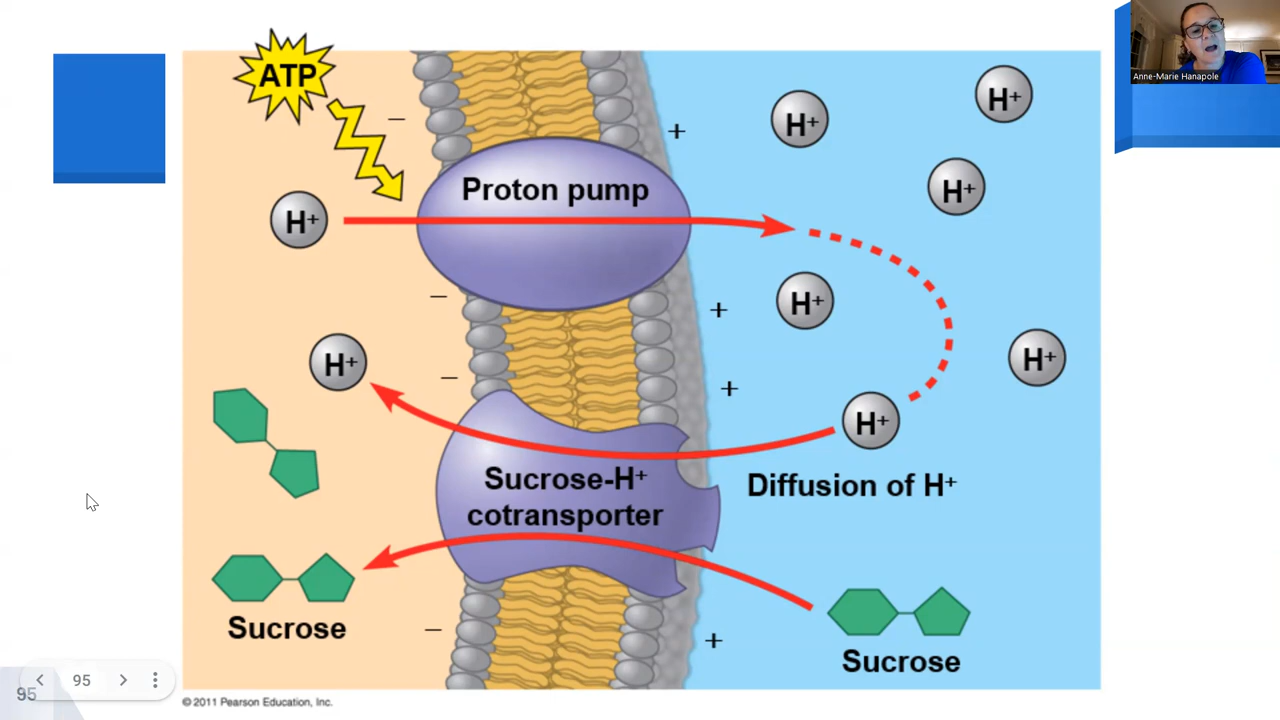 ATP
Anne-Marie Hanapole
−
+
H+
H+
H+
Proton pump
H+
−
+
H+
H+
H+
−
+
H+
Sucrose-H+
cotransporter
Diffusion of H+
Sucrose
−
+
Sucrose
95
95
© 2011 Pearson Education, Inc.